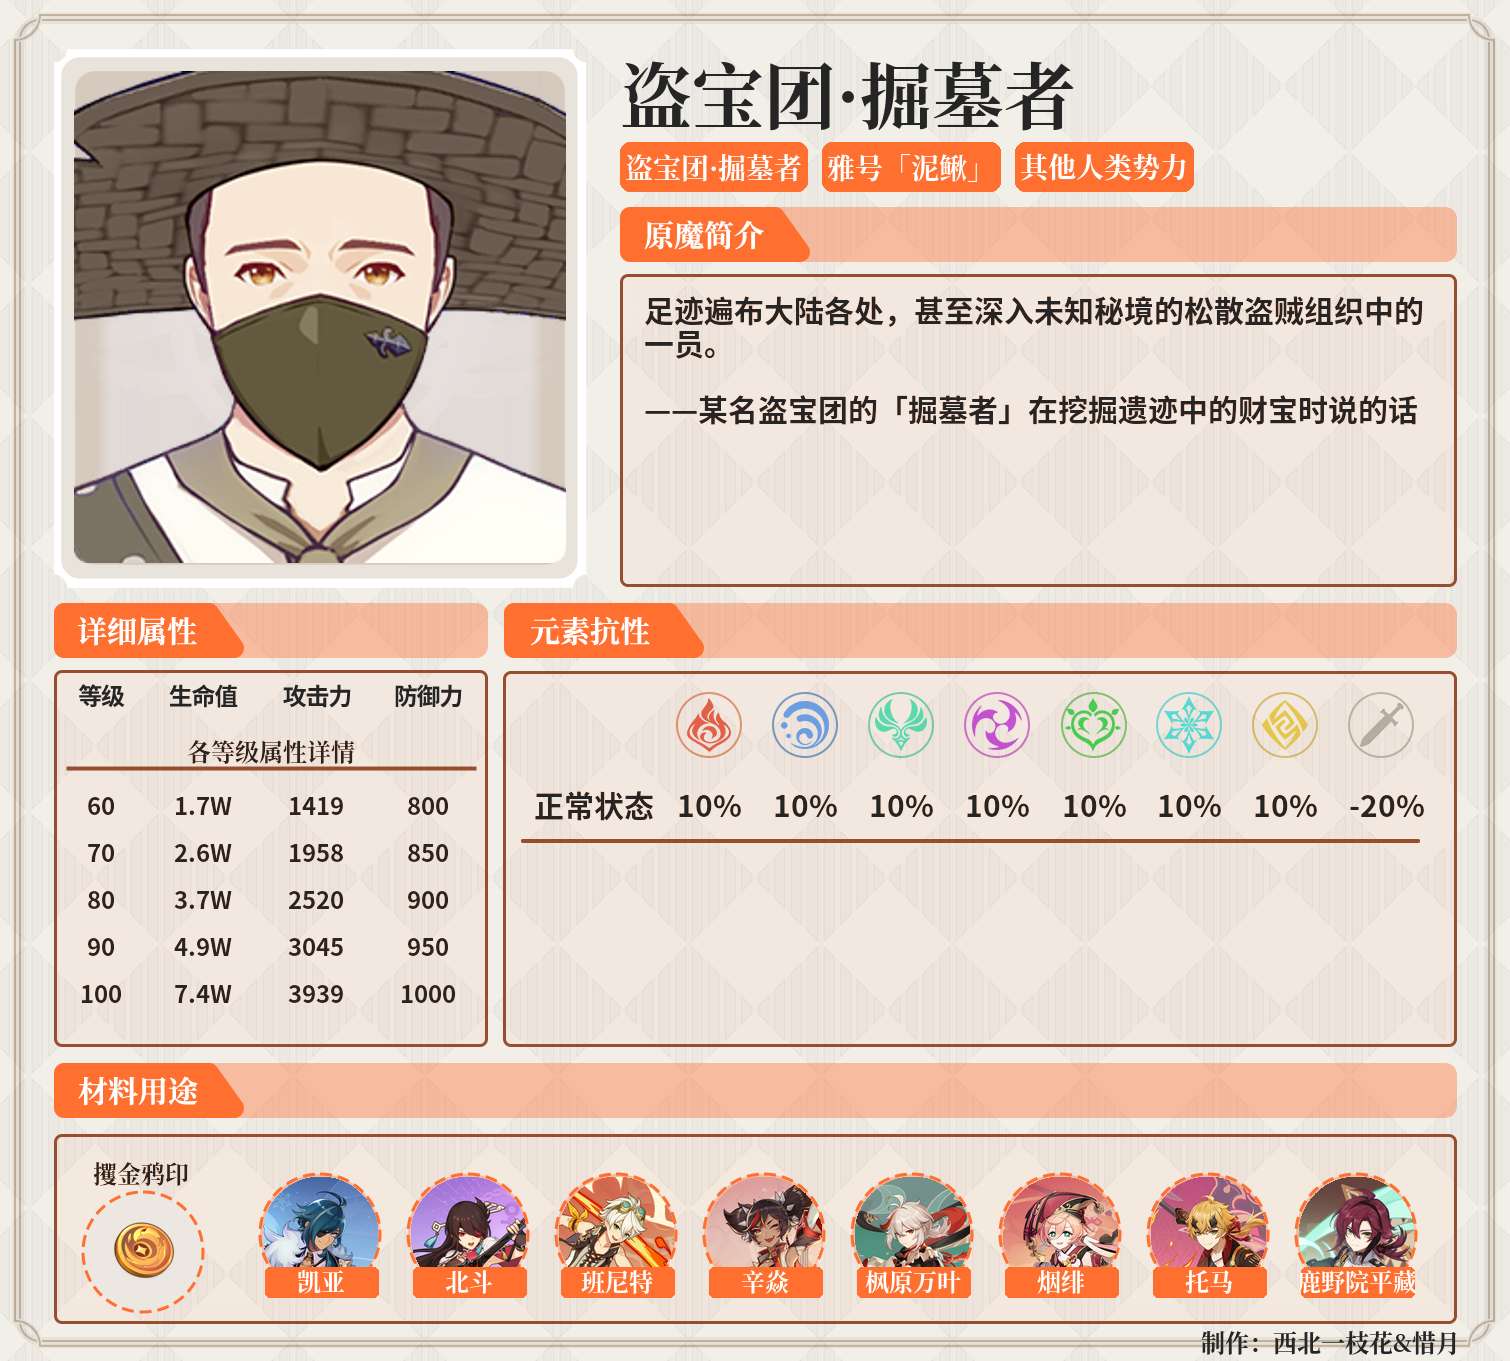 盗宝团·掘墓者
盗宝团·掘墓者 雅号「泥鳅」 其他人类势力
原魔简介
足迹遍布大陆各处，甚至深入未知秘境的松散盗贼组织中的
一员。
——某名盗宝团的「掘墓者」在挖掘遗迹中的财宝时说的话
详细属性
等级 生命值 攻击力 防御力
各等级属性详情
60 1.7W 1419 800
70 2.6W 1958 850
80 3.7W 2520 900
90 4.9W 3045 950
100 7.4W 3939 1000
元素抗性
正常状态 10% 10% 10% 10% 10% 10% 10% -20%
材料用途
攫金鸦印
凯亚 北斗 班尼特 辛焱 枫原万叶 烟绯 托马 鹿野院平藏
制作：西北一枝花&惜月